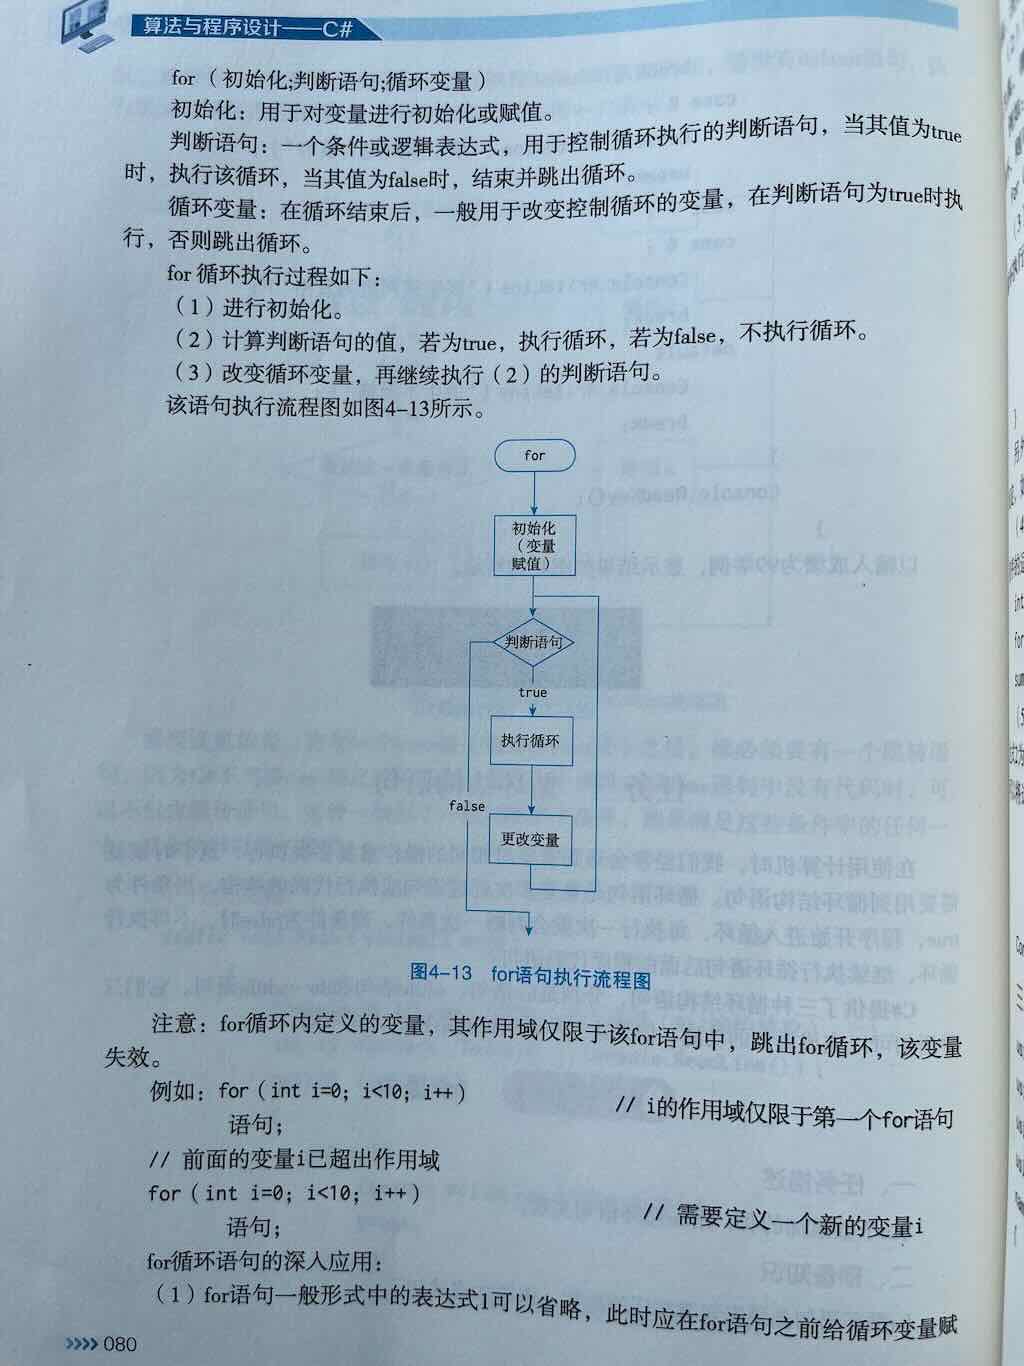 算法与程序设计——C#
for（初始化;判断语句;循环变量）
初始化：用于对变量进行初始化或赋值。
判断语句：一个条件或逻辑表达式，用于控制循环执行的判断语句，当其值为true
时，执行该循环，当其值为false时，结束并跳出循环。
循环变量：在循环结束后，一般用于改变控制循环的变量，在判断语句为true时执
行，否则跳出循环。
for 循环执行过程如下：
（1）进行初始化。
（2）计算判断语句的值，若为true，执行循环，若为false，不执行循环。
（3）改变循环变量，再继续执行（2）的判断语句。
该语句执行流程图如图4-13所示。
for
初始化
（变量
赋值）
判断语句
true
执行循环
false
更改变量
图4-13 for语句执行流程图
注意：for循环内定义的变量，其作用域仅限于该for语句中，跳出for循环，该变量
失效。
例如：for（int i=0; i<10; i++） // i的作用域仅限于第一个for语句
语句；
// 前面的变量i已超出作用域
for（int i=0; i<10; i++）
语句； // 需要定义一个新的变量i
for循环语句的深入应用：
（1）for语句一般形式中的表达式1可以省略，此时应在for语句之前给循环变量赋
>>>> 080